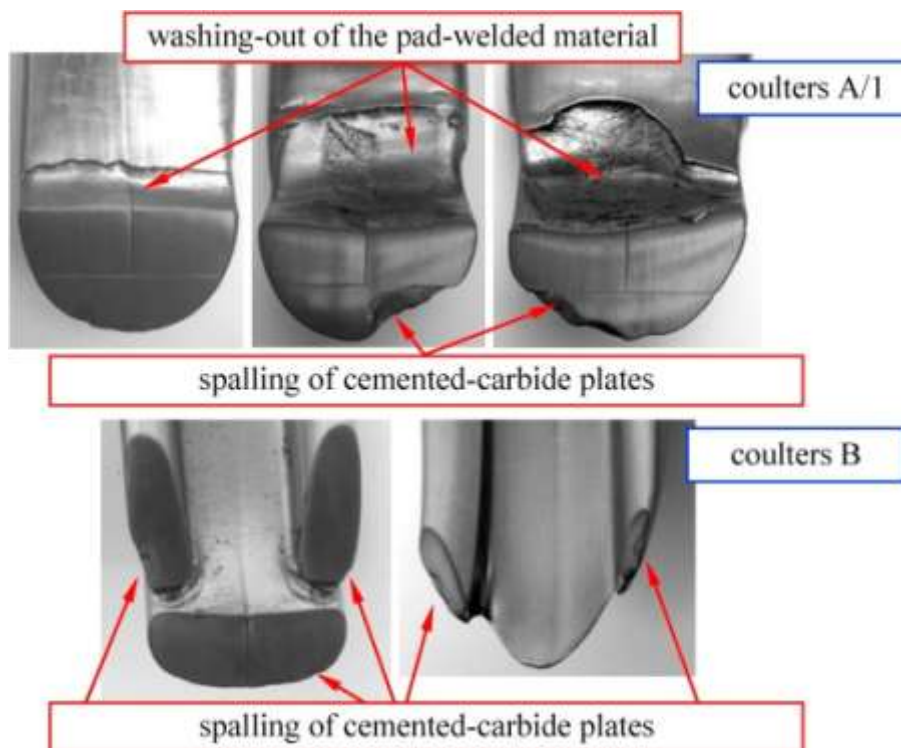 washing-out of the pad-welded material
coulters A/1
spalling of cemented-carbide plates
coulters B
spalling of cemented-carbide plates